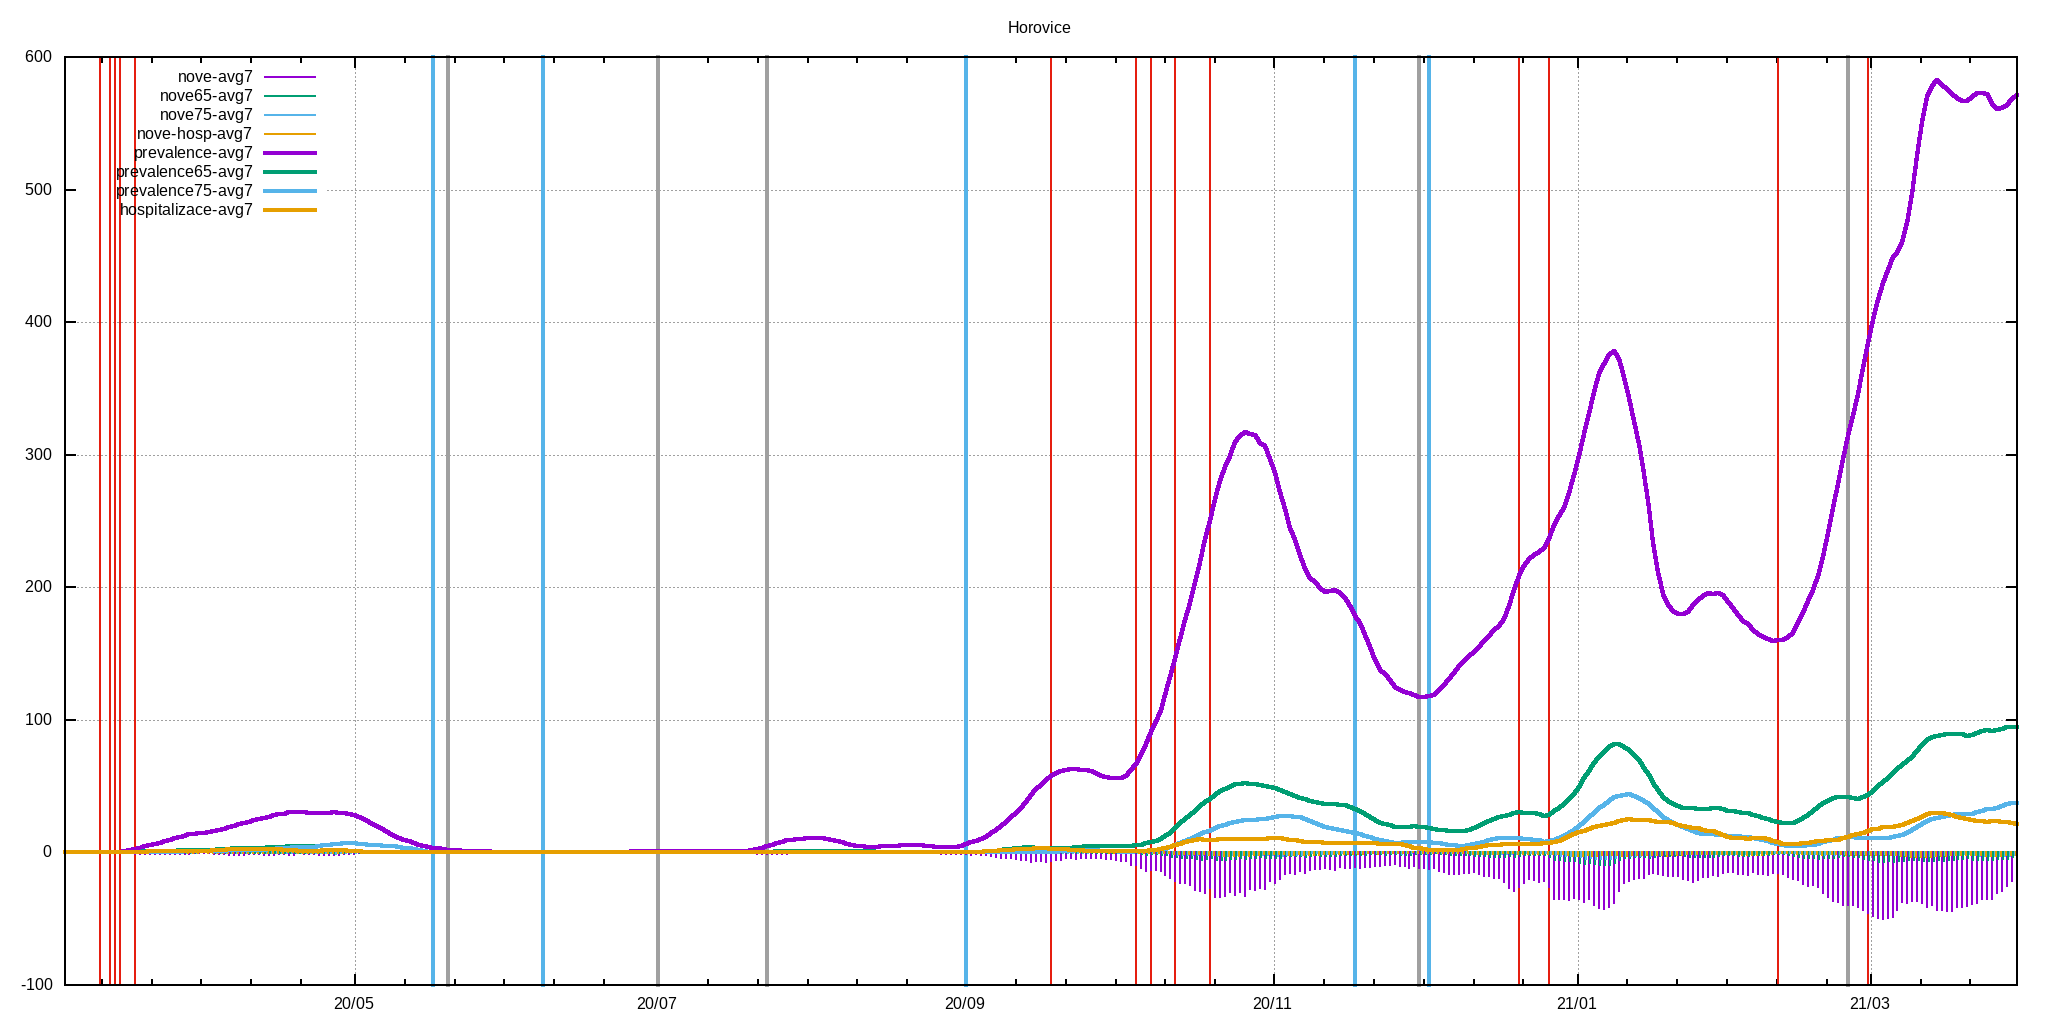 Horovice
600
500
400
300
200
100
0
-100
nove-avg7
nove65-avg7
nove75-avg7
nove-hosp-avg7
prevalence-avg7
prevalence65-avg7
prevalence75-avg7
hospitalizace-avg7
20/05 20/07 20/09 20/11 21/01 21/03